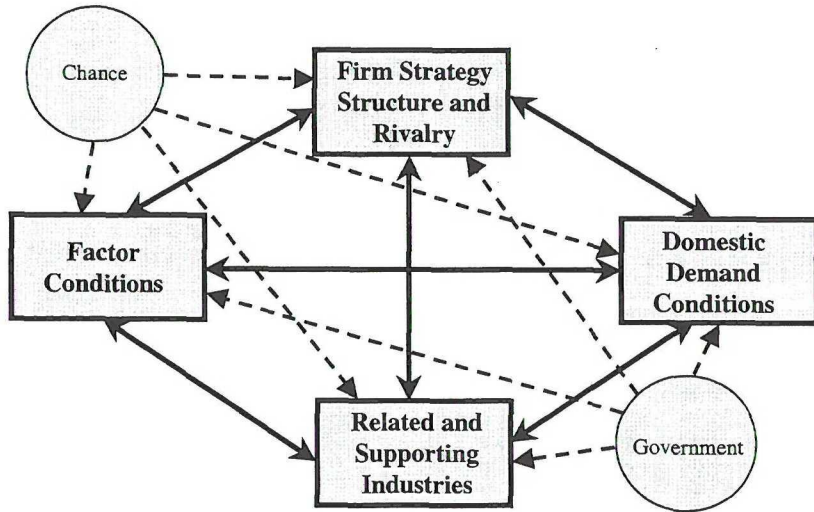 Chance
Firm Strategy
Structure and
Rivalry
Factor
Conditions
Domestic
Demand
Conditions
Related and
Supporting
Industries
Government